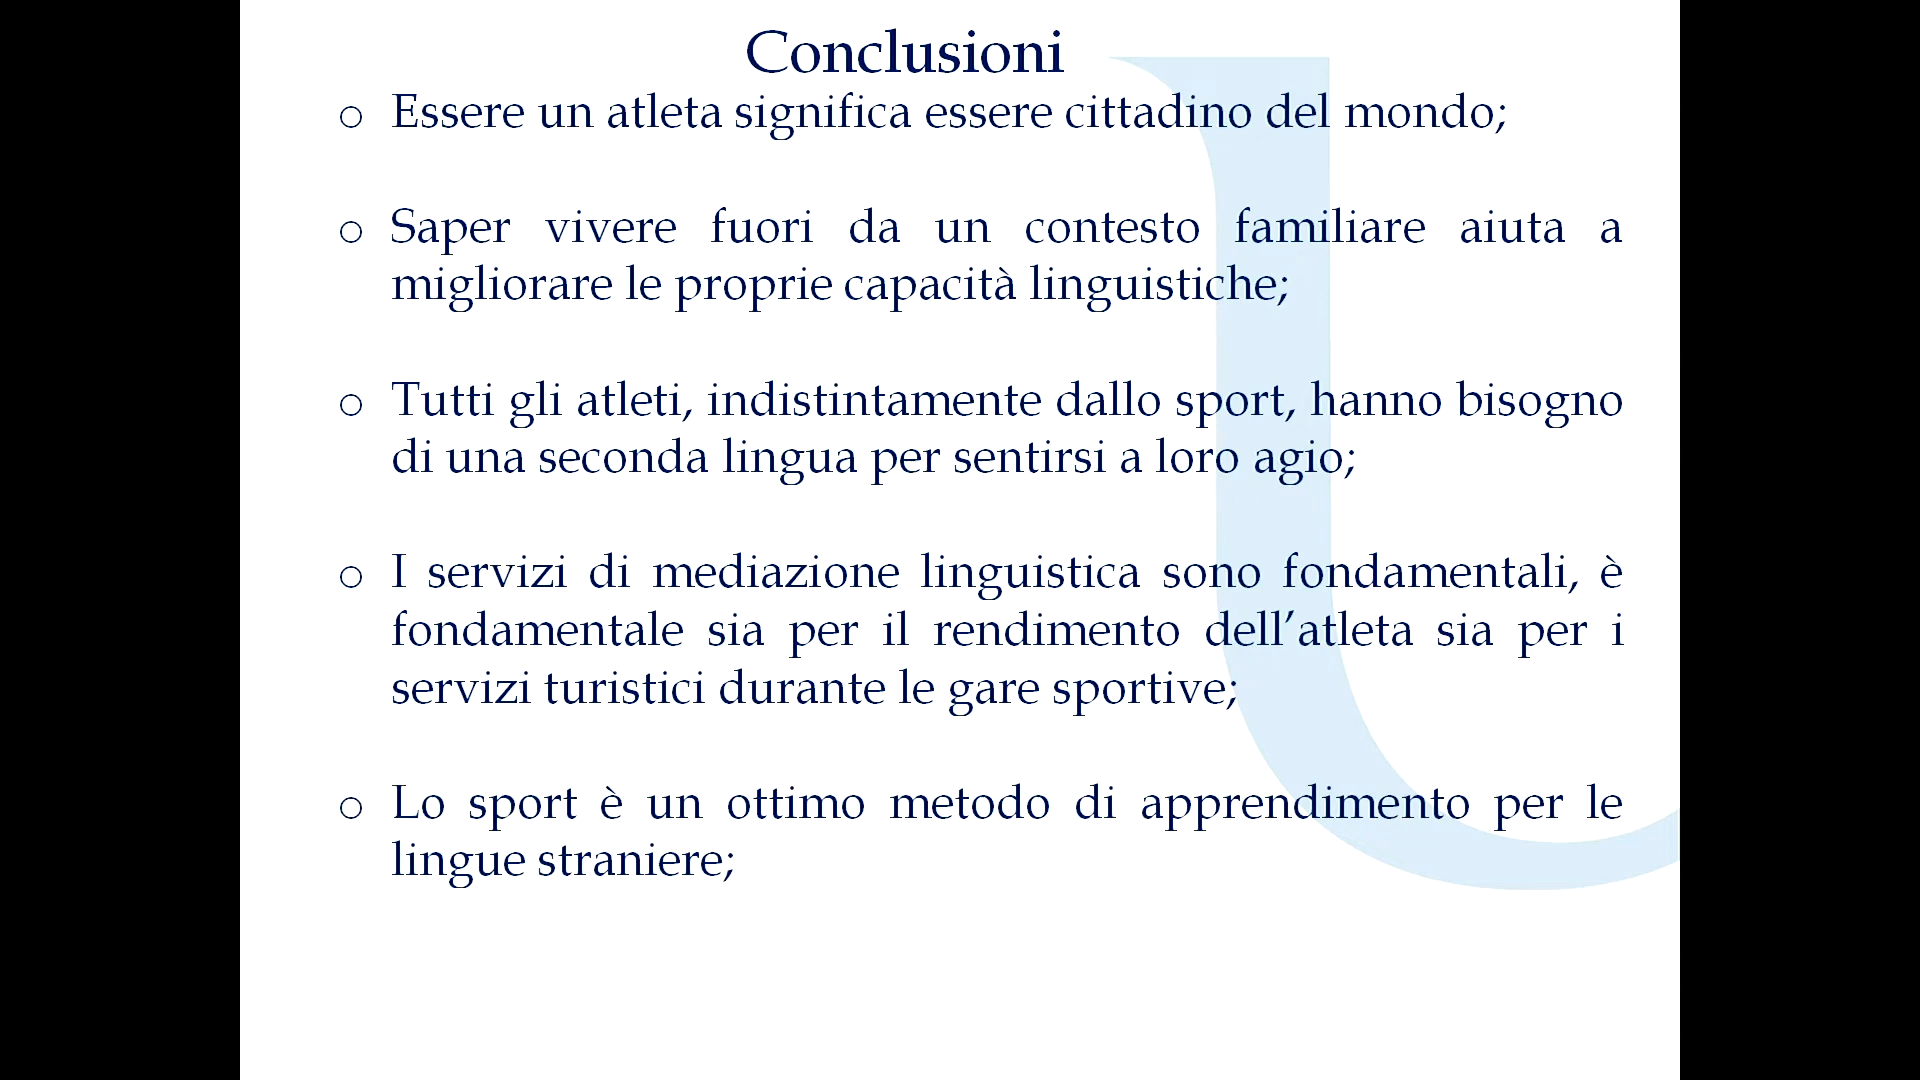 Conclusioni
o Essere un atleta significa essere cittadino del mondo;
o Saper vivere fuori da un contesto familiare aiuta a
migliorare le proprie capacità linguistiche;
o Tutti gli atleti, indistintamente dallo sport, hanno bisogno
di una seconda lingua per sentirsi a loro agio;
o I servizi di mediazione linguistica sono fondamentali, è
fondamentale sia per il rendimento dell’atleta sia per i
servizi turistici durante le gare sportive;
o Lo sport è un ottimo metodo di apprendimento per le
lingue straniere;